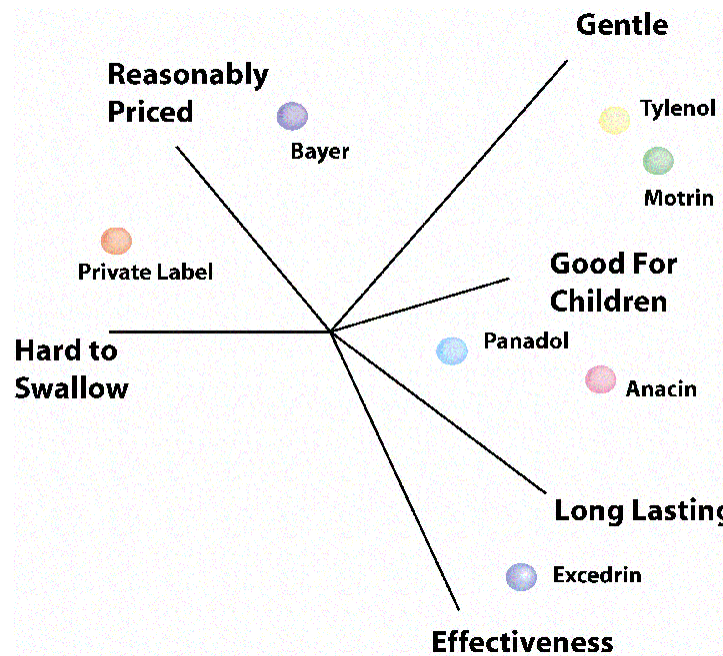 Gentle
Reasonably
Priced
Tylenol
Bayer
Motrin
Private Label
Good For
Children
Hard to
Swallow
Panadol
Anacin
Long Lasting
Excedrin
Effectiveness